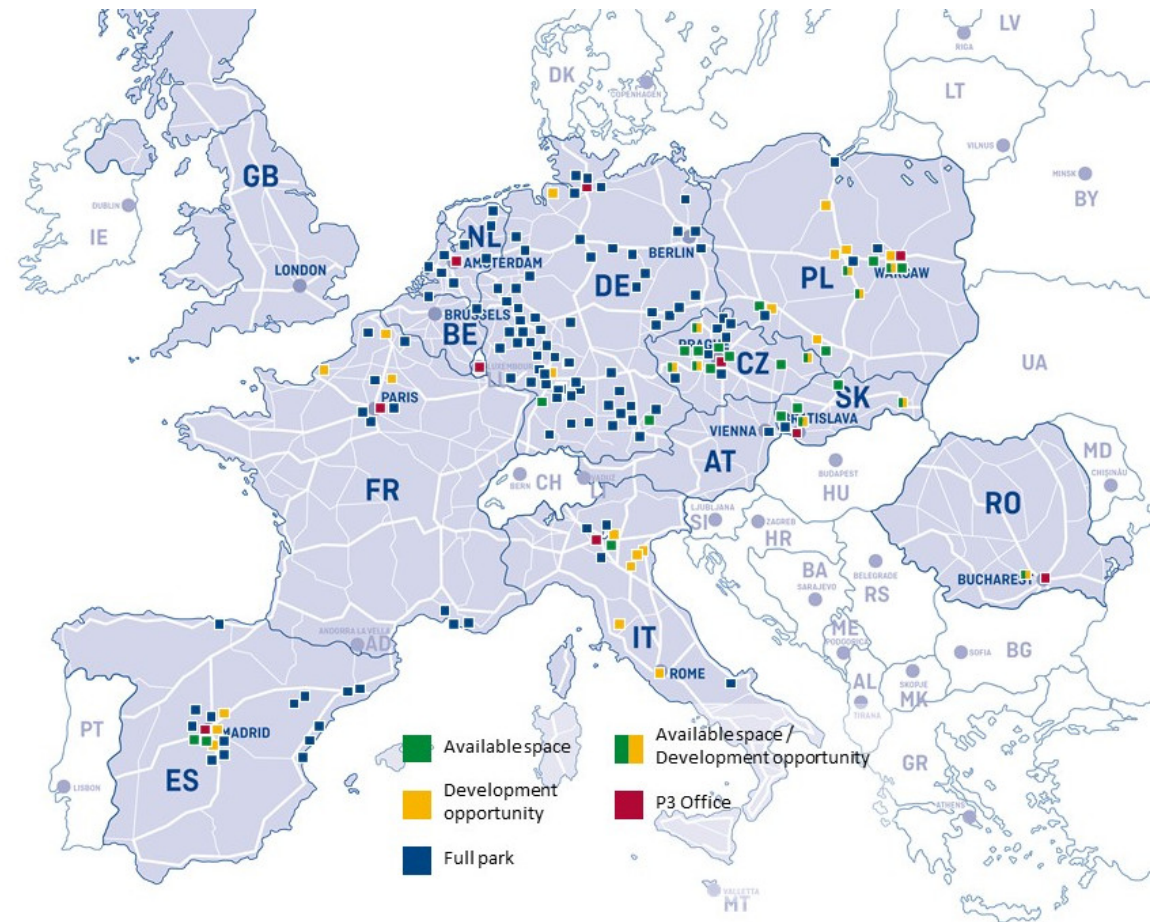 LV
RIGA
DK
COPENHAGEN
LT
VILNIUS
MINSK
BY
GB
DUBLIN
IE
LONDON
NL
AMSTERDAM
BERLIN
DE
PL
WARSAW
BRUSSELS
BE
LUXEMBOURG
PRAGUE
CZ
UA
PARIS
SK
BRATISLAVA
VIENNA
AT
BUDAPEST
HU
MD
CHIȘINĂU
FR
BERN
CH
VADUZ
LI
LJUBLJANA
SI
ZAGREB
HR
RO
BUCHAREST
BELEGRADE
RS
BA
SARAJEVO
ANDORRA LA VELLA
AD
IT
ROME
ME
PODGORICA
SOFIA
BG
SKOPJE
MK
AL
TIRANA
PT
LISBON
MADRID
ES
GR
ATHENS
Available space
Available space /
Development opportunity
Development
opportunity
P3 Office
Full park
VALLETTA
MT